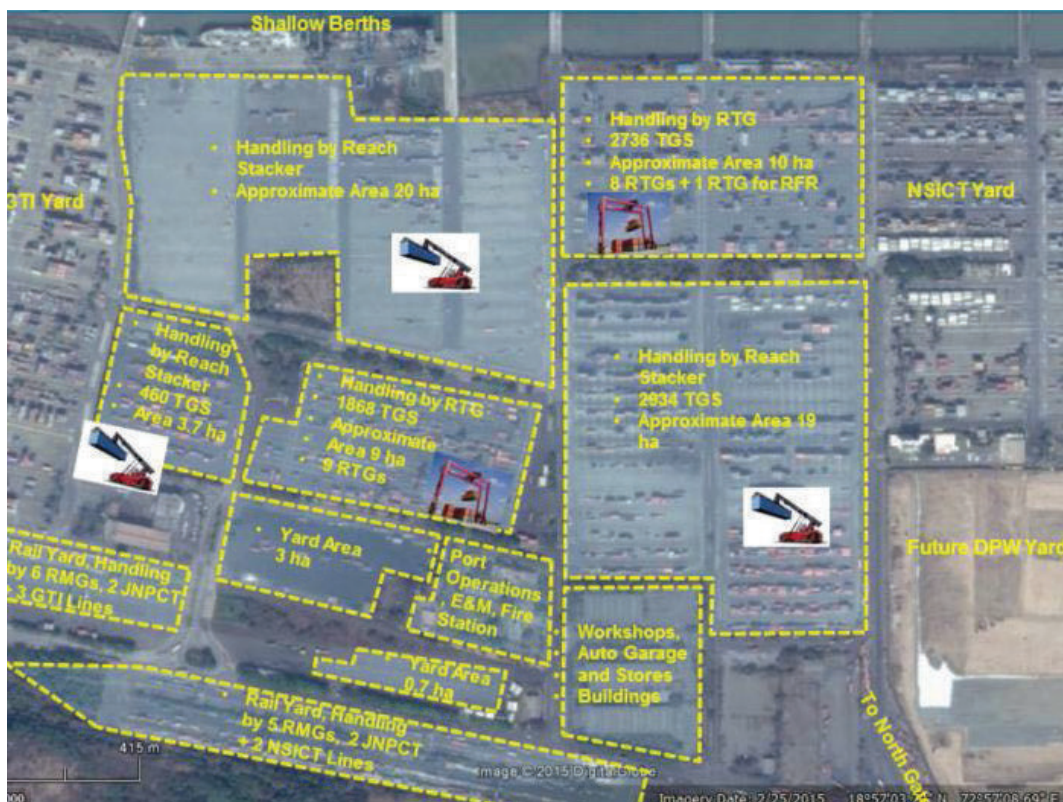 Shallow Berths
Handling by Reach
Stacker
Approximate Area 20 ha
Handling by RTG
2736 TGS
Approximate Area 10 ha
8 RTGs + 1 RTG for RFR
GTI Yard
NSICT Yard
Handling
by Reach
Stacker
460 TGS
Area 3.7 ha
Handling by RTG
1868 TGS
Approximate
Area 9 ha
9 RTGs
Handling by Reach
Stacker
2934 TGS
Approximate Area 19
ha
Yard Area
3 ha
Port
Operations
, E&M, Fire
Station
Rail Yard, Handling
by 6 RMGs, 2 JNPCT
+ 3 GTI Lines
Future DPW Yard
Workshops,
Auto Garage
and Stores
Buildings
Yard Area
0.7 ha
Rail Yard, Handling
by 5 RMGs, 2 JNPCT
+ 2 NSICT Lines
To North Gate
415 m
Image © 2015 DigitalGlobe
Imagery Date: 2/25/2015